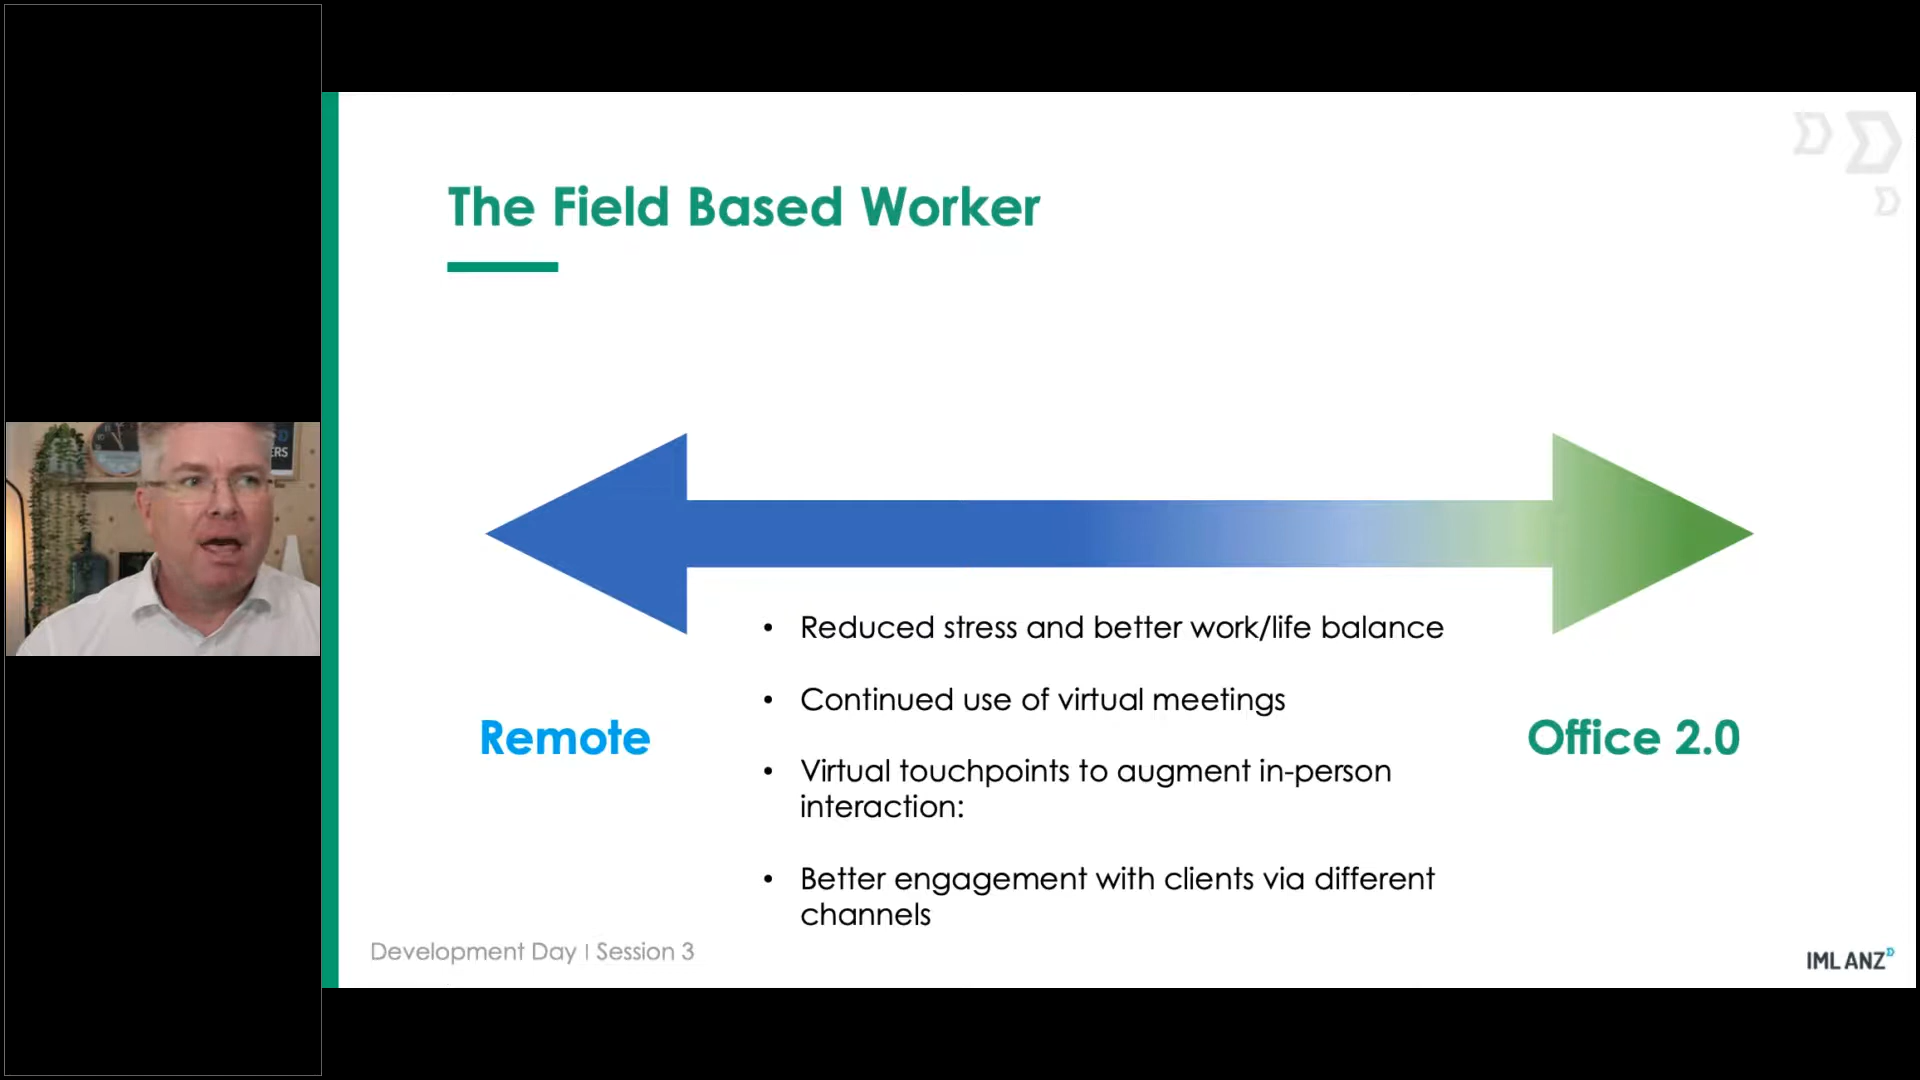 The Field Based Worker
• Reduced stress and better work/life balance
• Continued use of virtual meetings
Remote
Office 2.0
• Virtual touchpoints to augment in-person
interaction:
• Better engagement with clients via different
channels
Development Day | Session 3
IML ANZ
ERS